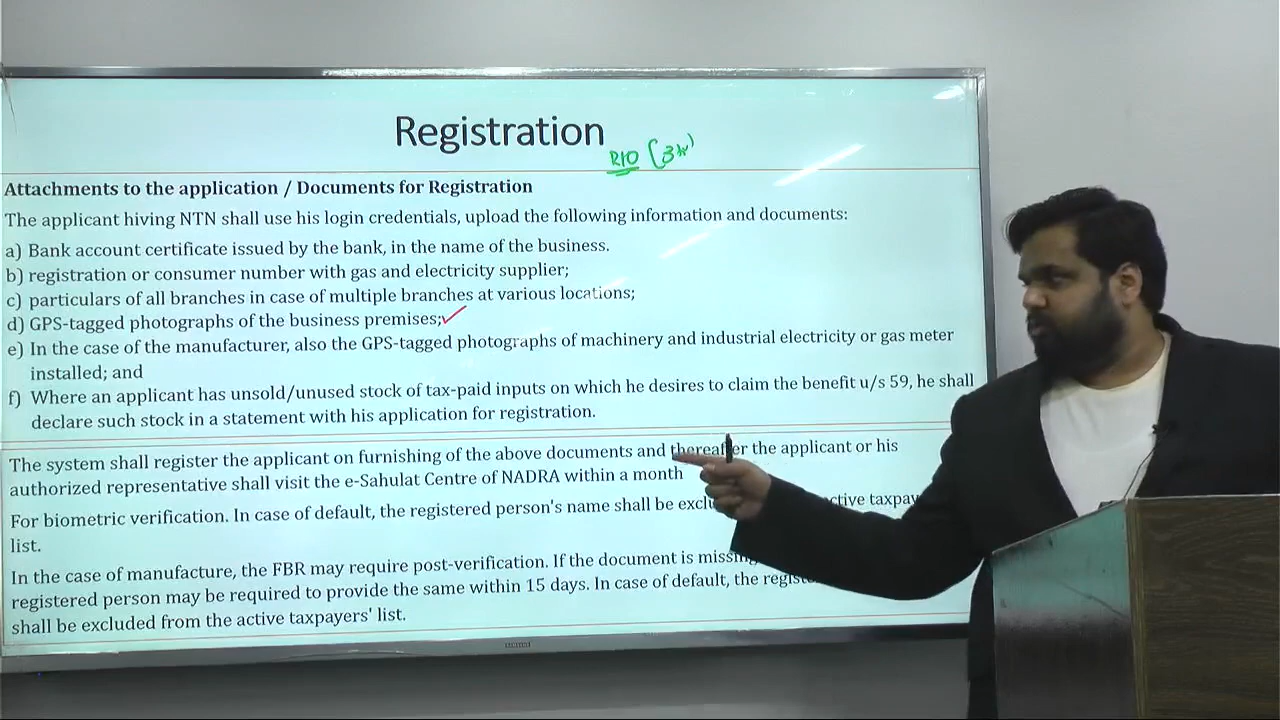 Registration
R10 (3
Attachments to the application / Documents for Registration
The applicant hiving NTN shall use his login credentials, upload the following information and documents:
a) Bank account certificate issued by the bank, in the name of the business.
b) registration or consumer number with gas and electricity supplier;
c) particulars of all branches in case of multiple branches at various locations;
d) GPS-tagged photographs of the business premises;
e) In the case of the manufacturer, also the GPS-tagged photographs of machinery and industrial electricity or gas meter
installed; and
f) Where an applicant has unsold/unused stock of tax-paid inputs on which he desires to claim the benefit u/s 59, he shall
declare such stock in a statement with his application for registration.
The system shall register the applicant on furnishing of the above documents and thereafter the applicant or his
authorized representative shall visit the e-Sahulat Centre of NADRA within a month
For biometric verification. In case of default, the registered person's name shall be
list.
In the case of manufacture, the FBR may require post-verification. If the document is
registered person may be required to provide the same within 15 days. In case of default, the
shall be excluded from the active taxpayers' list.
SAMSUNG